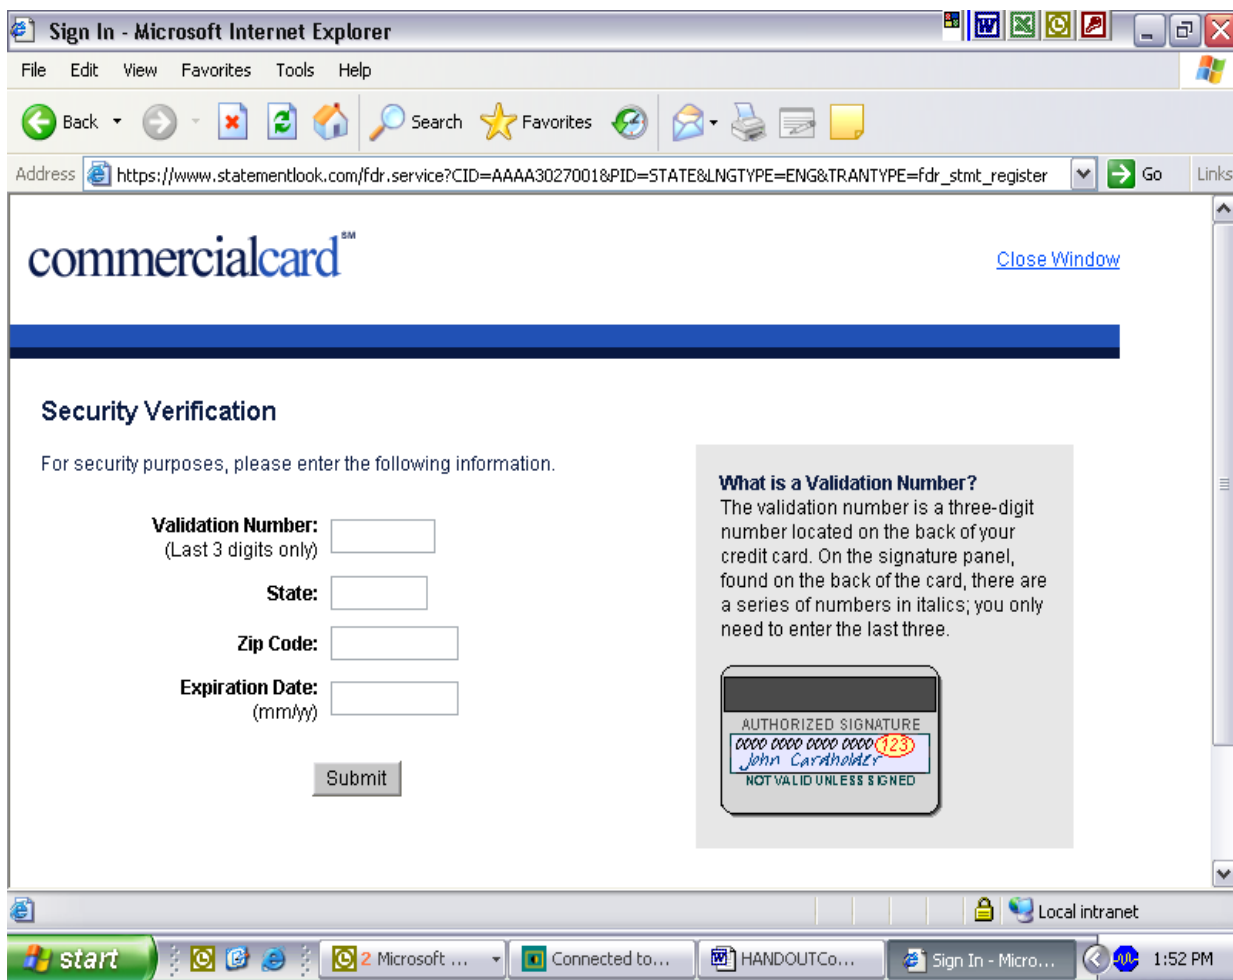 Sign In - Microsoft Internet Explorer
File Edit View Favorites Tools Help
Back Search Favorites
Address https://www.statementlook.com/fdr.service?CID=AAAA3027001&PID=STATE&LNGTYPE=ENG&TRANTYPE=fdr_stmt_register Go Links
commercialcard SM
Close Window
Security Verification
For security purposes, please enter the following information.
Validation Number:
(Last 3 digits only)
State:
Zip Code:
Expiration Date:
(mm/yy)
Submit
What is a Validation Number?
The validation number is a three-digit
number located on the back of your
credit card. On the signature panel,
found on the back of the card, there are
a series of numbers in italics; you only
need to enter the last three.
AUTHORIZED SIGNATURE
0000 0000 0000 0000 123
John Cardholder
NOT VALID UNLESS SIGNED
Local intranet
start 2 Microsoft ... Connected to... HANDOUTCo... Sign In - Micro... 1:52 PM